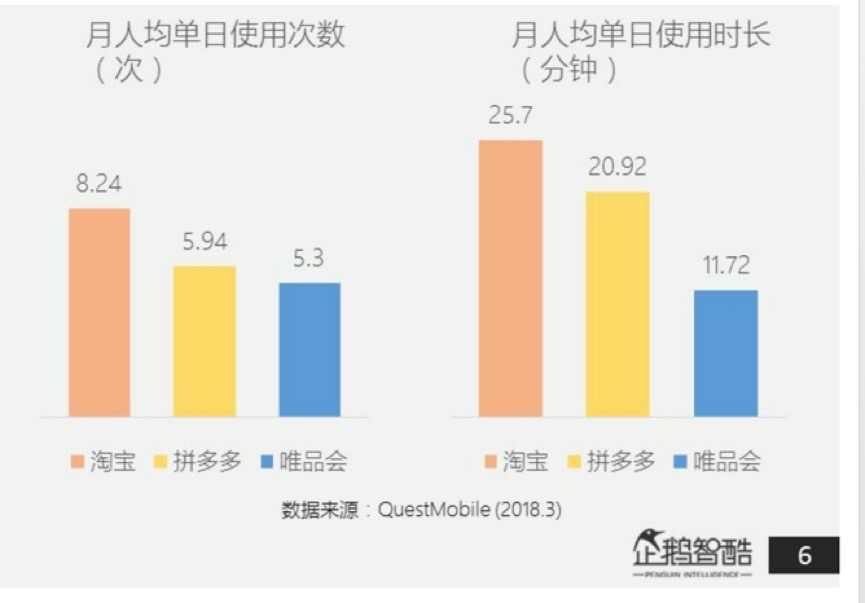 月人均单日使用次数
（次）
8.24
5.94
5.3
淘宝 拼多多 唯品会
月人均单日使用时长
（分钟）
25.7
20.92
11.72
淘宝 拼多多 唯品会
数据来源：QuestMobile (2018.3)
企鹅智酷
PENGUIN INTELLIGENCE
6